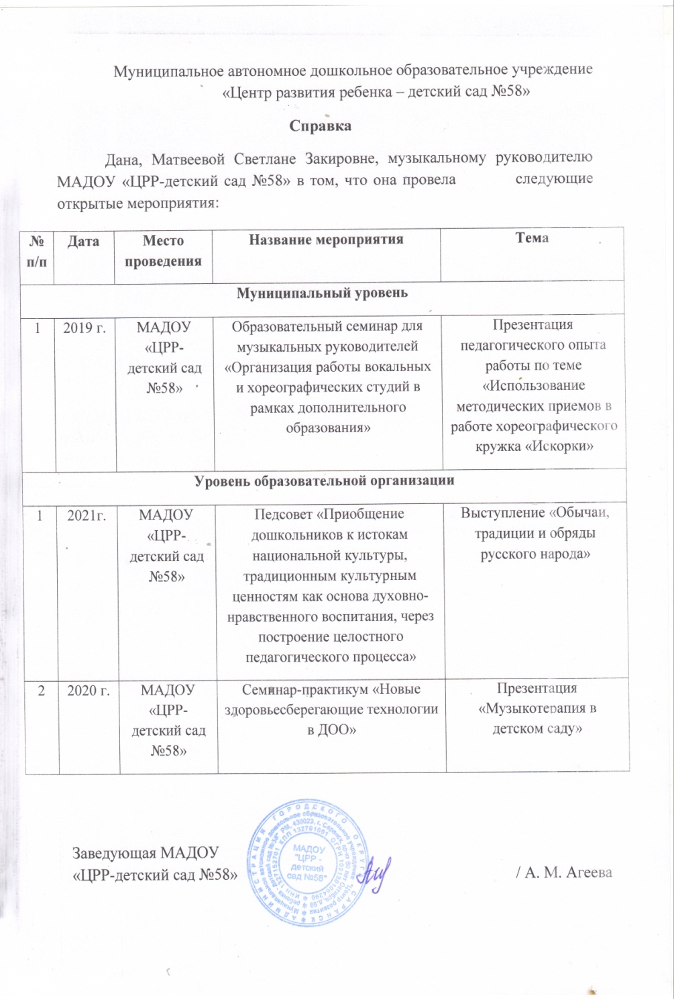 Муниципальное автономное дошкольное образовательное учреждение
«Центр развития ребенка – детский сад №58»
Справка
Дана, Матвеевой Светлане Закировне, музыкальному руководителю
МАДОУ «ЦРР-детский сад №58» в том, что она провела следующие
открытые мероприятия:
№ п/п
Дата
Место проведения
Название мероприятия
Тема
Муниципальный уровень
1
2019 г.
МАДОУ
«ЦРР-
детский сад
№58»
Образовательный семинар для
музыкальных руководителей
«Организация работы вокальных
и хореографических студий в
рамках дополнительного
образования»
Презентация
педагогического опыта
работы по теме
«Использование
методических приемов в
работе хореографического
кружка «Искорки»
Уровень образовательной организации
1
2021г.
МАДОУ
«ЦРР-
детский сад
№58»
Педсовет «Приобщение
дошкольников к истокам
национальной культуры,
традиционным культурным
ценностям как основа духовно-
нравственного воспитания, через
построение целостного
педагогического процесса»
Выступление «Обычаи,
традиции и обряды
русского народа»
2
2020 г.
МАДОУ
«ЦРР-
детский сад
№58»
Семинар-практикум «Новые
здоровьесберегающие технологии
в ДОО»
Презентация
«Музыкотерапия в
детском саду»
Заведующая МАДОУ
«ЦРР-детский сад №58»
/ А. М. Агеева
МАДОУ
"ЦРР -
детский
сад №58"